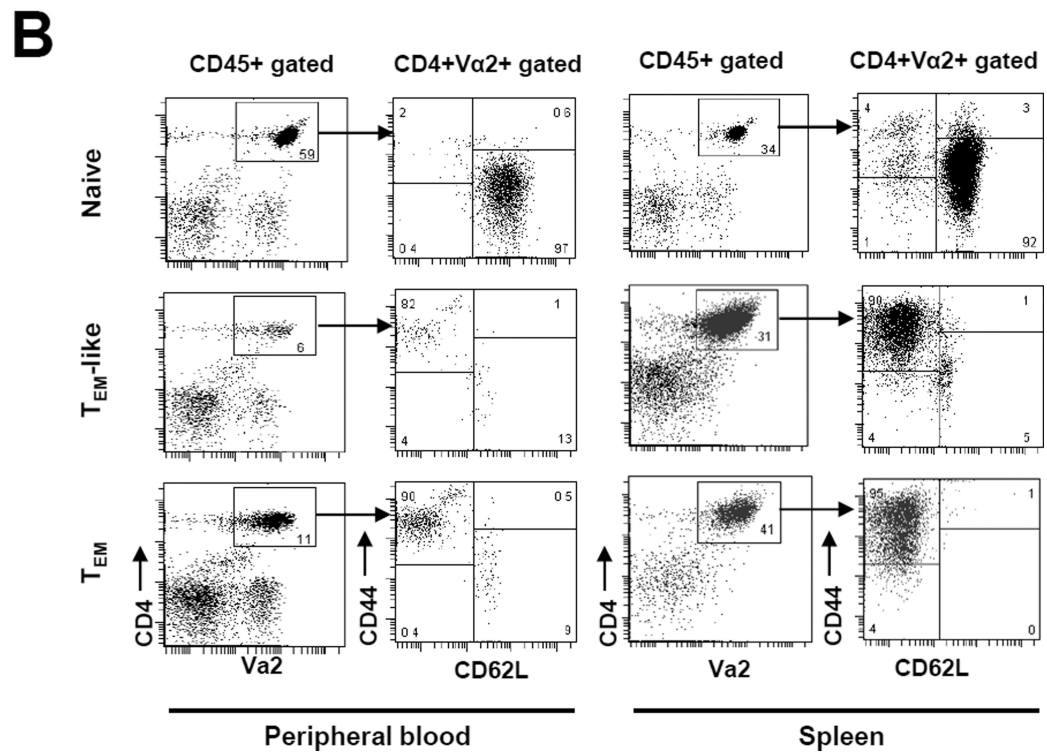 B
CD45+ gated
CD4+Vα2+ gated
CD45+ gated
CD4+Vα2+ gated
Naive
59
2
0 6
0 4
97
34
4
3
1
92
TEM-like
6
82
1
4
13
31
90
1
4
5
TEM
11
90
0 5
0 4
9
41
95
1
4
0
CD4
CD44
CD4
CD44
Va2
CD62L
Va2
CD62L
Peripheral blood
Spleen